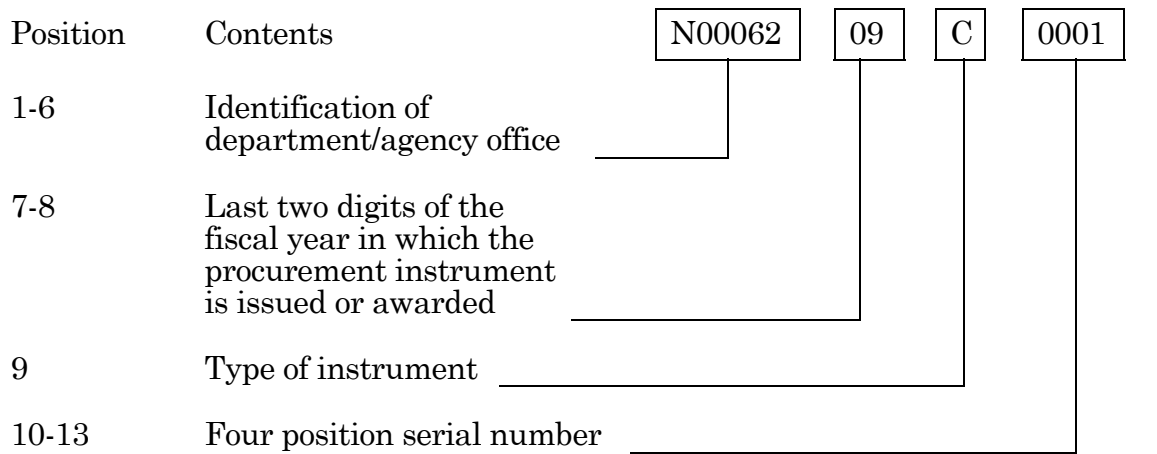 Position Contents N00062 09 C 0001
1-6 Identification of
department/agency office
7-8 Last two digits of the
fiscal year in which the
procurement instrument
is issued or awarded
9 Type of instrument
10-13 Four position serial number